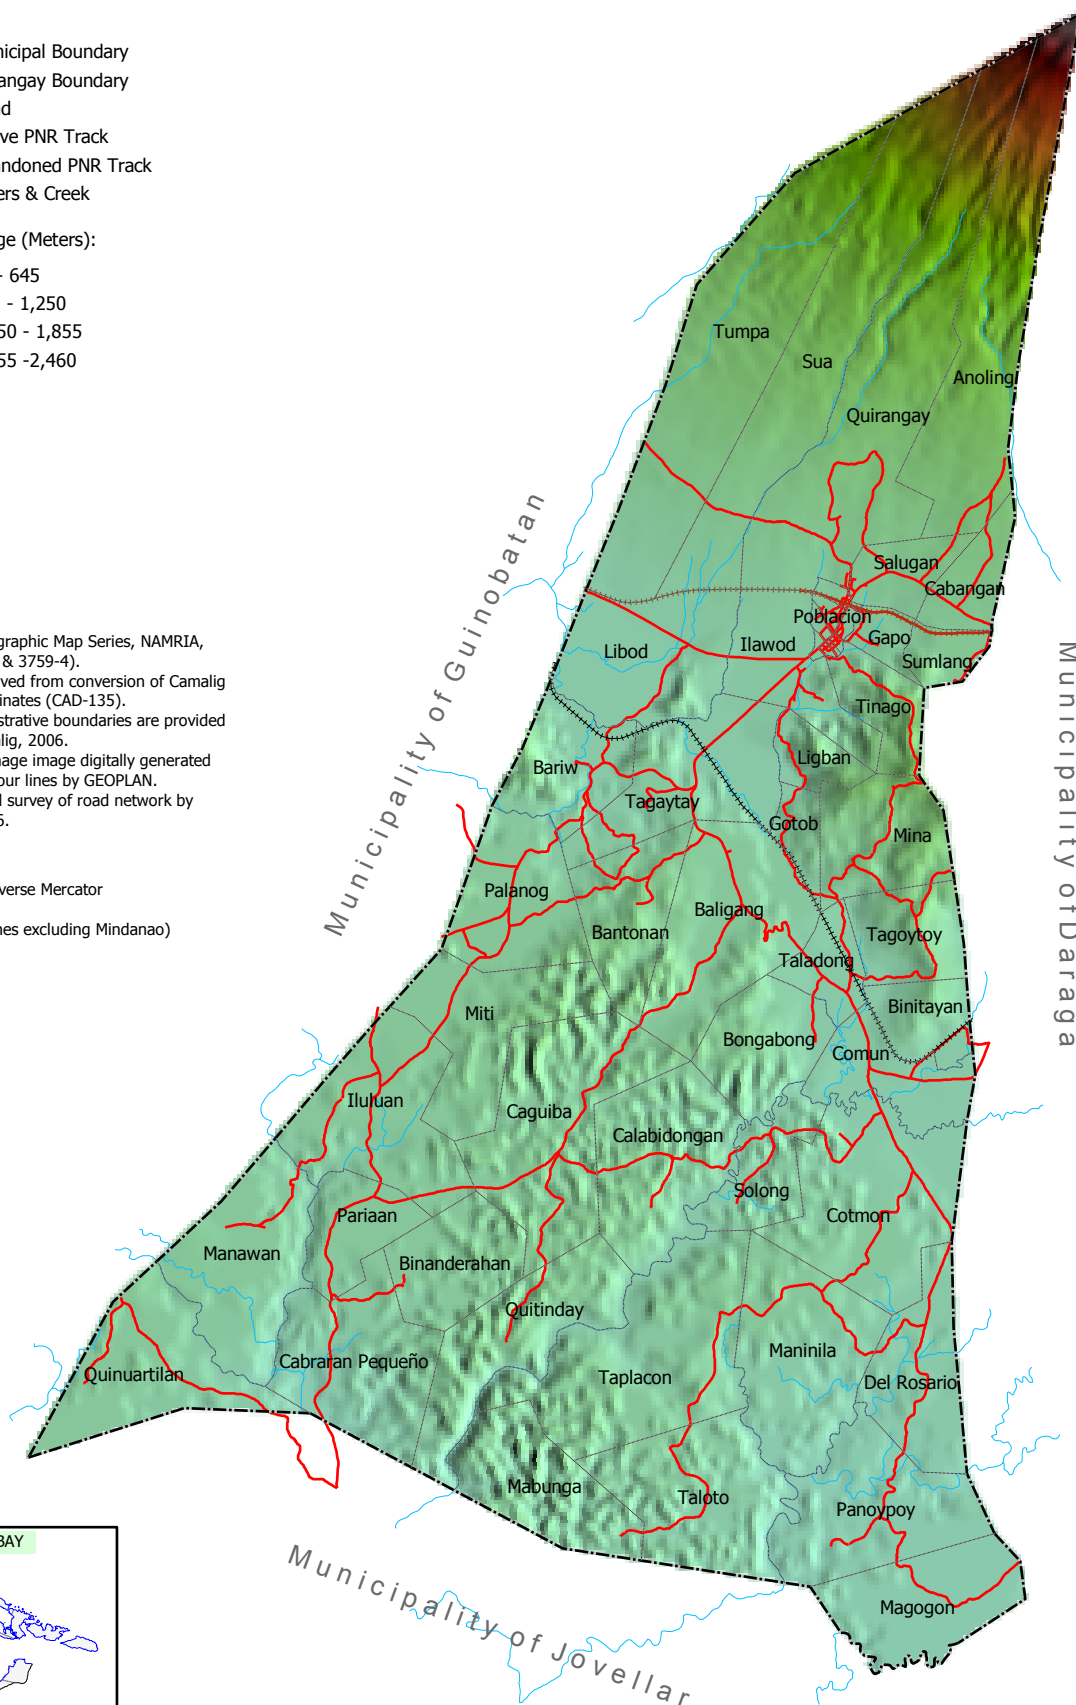 nicipal Boundary
angay Boundary
d
ve PNR Track
andoned PNR Track
ers & Creek
ge (Meters):
- 645
- 1,250
50 - 1,855
55 -2,460
graphic Map Series, NAMRIA,
& 3759-4).
ved from conversion of Camalig
inates (CAD-135).
strative boundaries are provided
alig, 2006.
nage image digitally generated
our lines by GEOPLAN.
d survey of road network by
6.
verse Mercator
nes excluding Mindanao)
BAY
Municipality of Guinobatan
Municipality of Daraga
Municipality of Jovellar
Tumpa
Sua
Anoling
Quirangay
Salugan
Cabangan
Poblacion
Gapo
Ilawod
Libod
Sumlang
Tinago
Ligban
Bariw
Tagaytay
Gotob
Mina
Palanog
Baligang
Bantonan
Tagoytoy
Taladong
Binitayan
Miti
Bongabong
Comun
Iluluan
Caguiba
Calabidongan
Solong
Pariaan
Cotmon
Manawan
Binanderahan
Quitinday
Maninila
Cabraran Pequeño
Quinuartilan
Taplacon
Del Rosario
Mabunga
Taloto
Panoypoy
Magogon